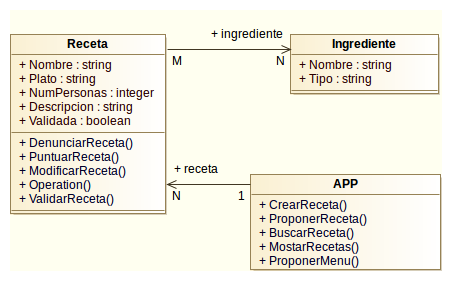 Receta
+ Nombre : string
+ Plato : string
+ NumPersonas : integer
+ Descripcion : string
+ Validada : boolean
+ DenunciarReceta()
+ PuntuarReceta()
+ ModificarReceta()
+ Operation()
+ ValidarReceta()
+ ingrediente
M
N
Ingrediente
+ Nombre : string
+ Tipo : string
+ receta
N
1
APP
+ CrearReceta()
+ ProponerReceta()
+ BuscarReceta()
+ MostarRecetas()
+ ProponerMenu()